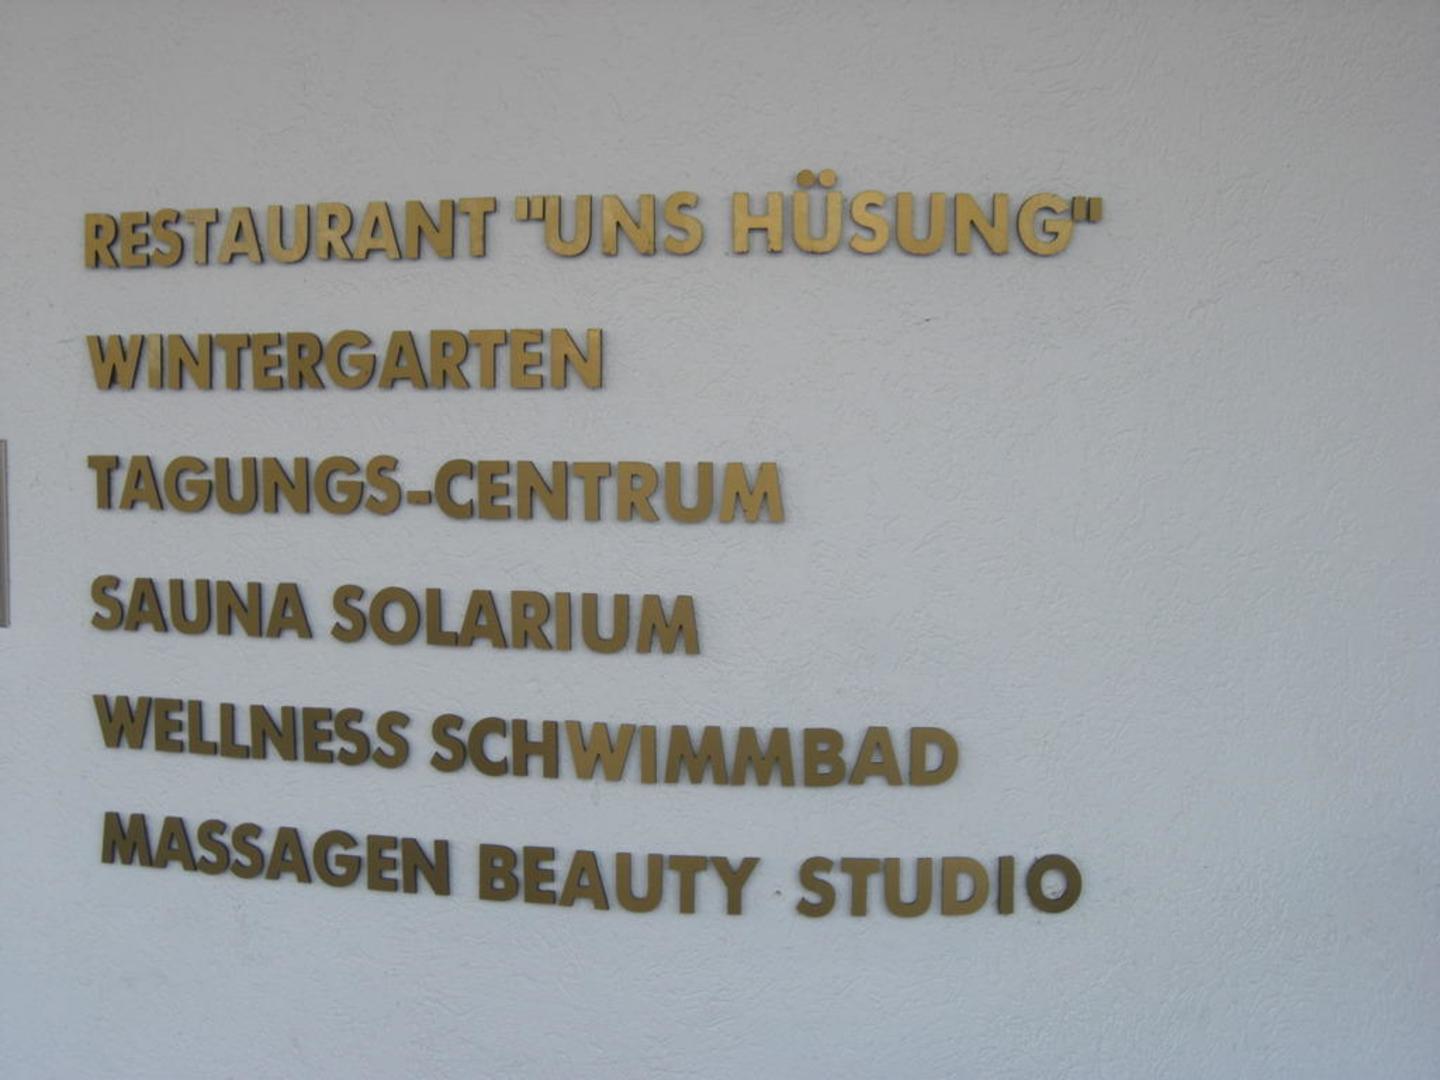 RESTAURANT "UNS HÜSUNG"
WINTERGARTEN
TAGUNGS-CENTRUM
SAUNA SOLARIUM
WELLNESS SCHWIMMBAD
MASSAGEN BEAUTY STUDIO